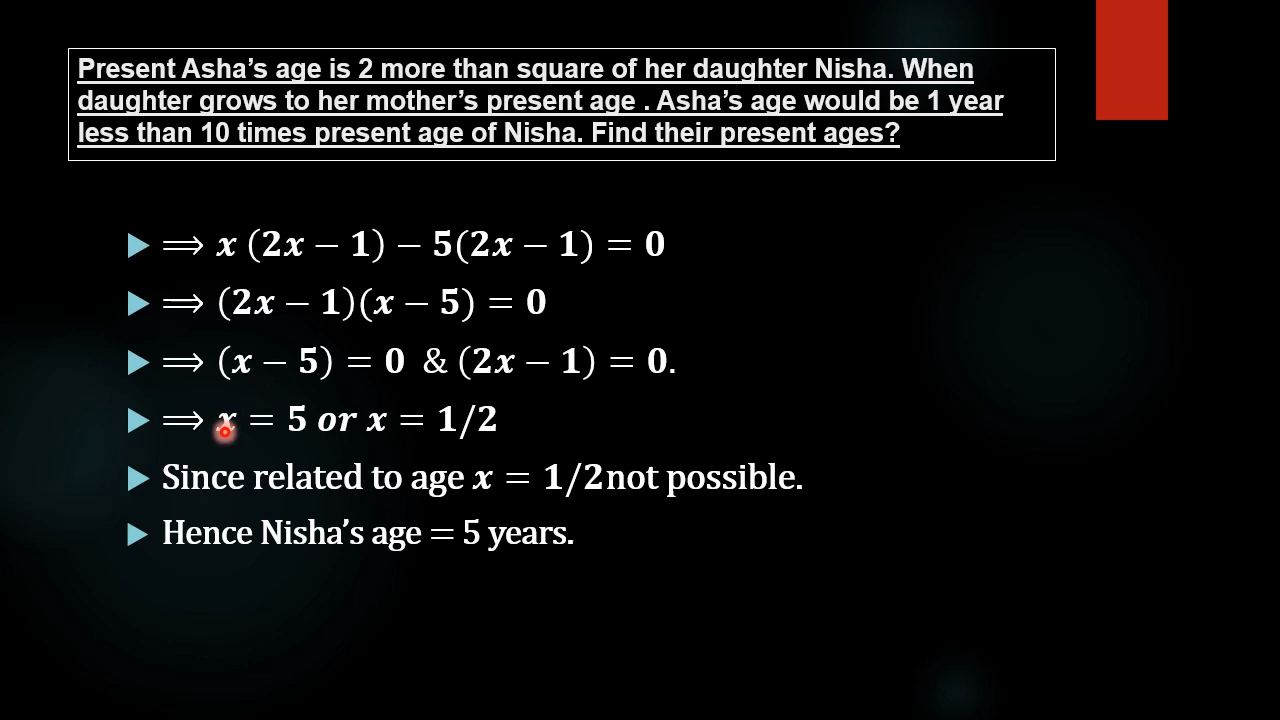 Present Asha’s age is 2 more than square of her daughter Nisha. When
daughter grows to her mother’s present age . Asha’s age would be 1 year
less than 10 times present age of Nisha. Find their present ages?
⟹ x (2x − 1) − 5(2x − 1) = 0
⟹ (2x − 1)(x − 5) = 0
⟹ (x − 5) = 0 & (2x − 1) = 0.
⟹ x = 5 or x = 1/2
Since related to age x = 1/2not possible.
Hence Nisha’s age = 5 years.